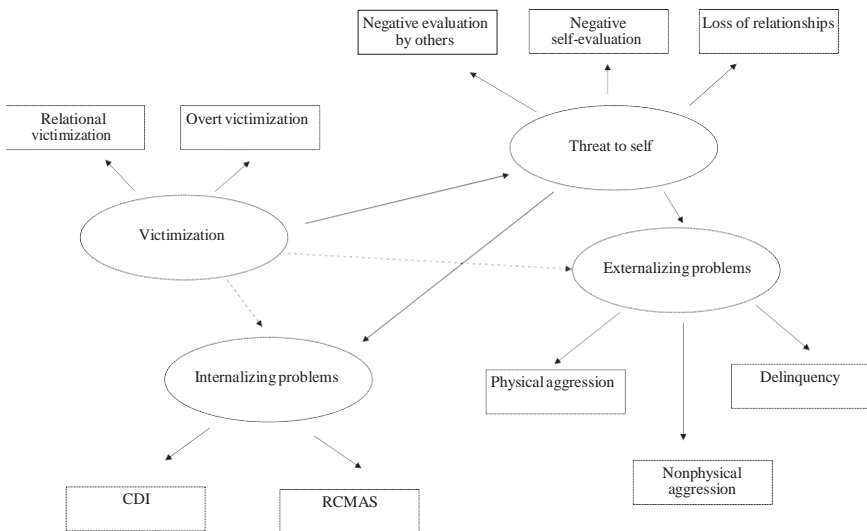 Negative evaluation
by others
Negative
self-evaluation
Loss of relationships
Relational
victimization
Overt victimization
Threat to self
Victimization
Externalizing problems
Internalizing problems
Physical aggression
Delinquency
Nonphysical
aggression
CDI
RCMAS